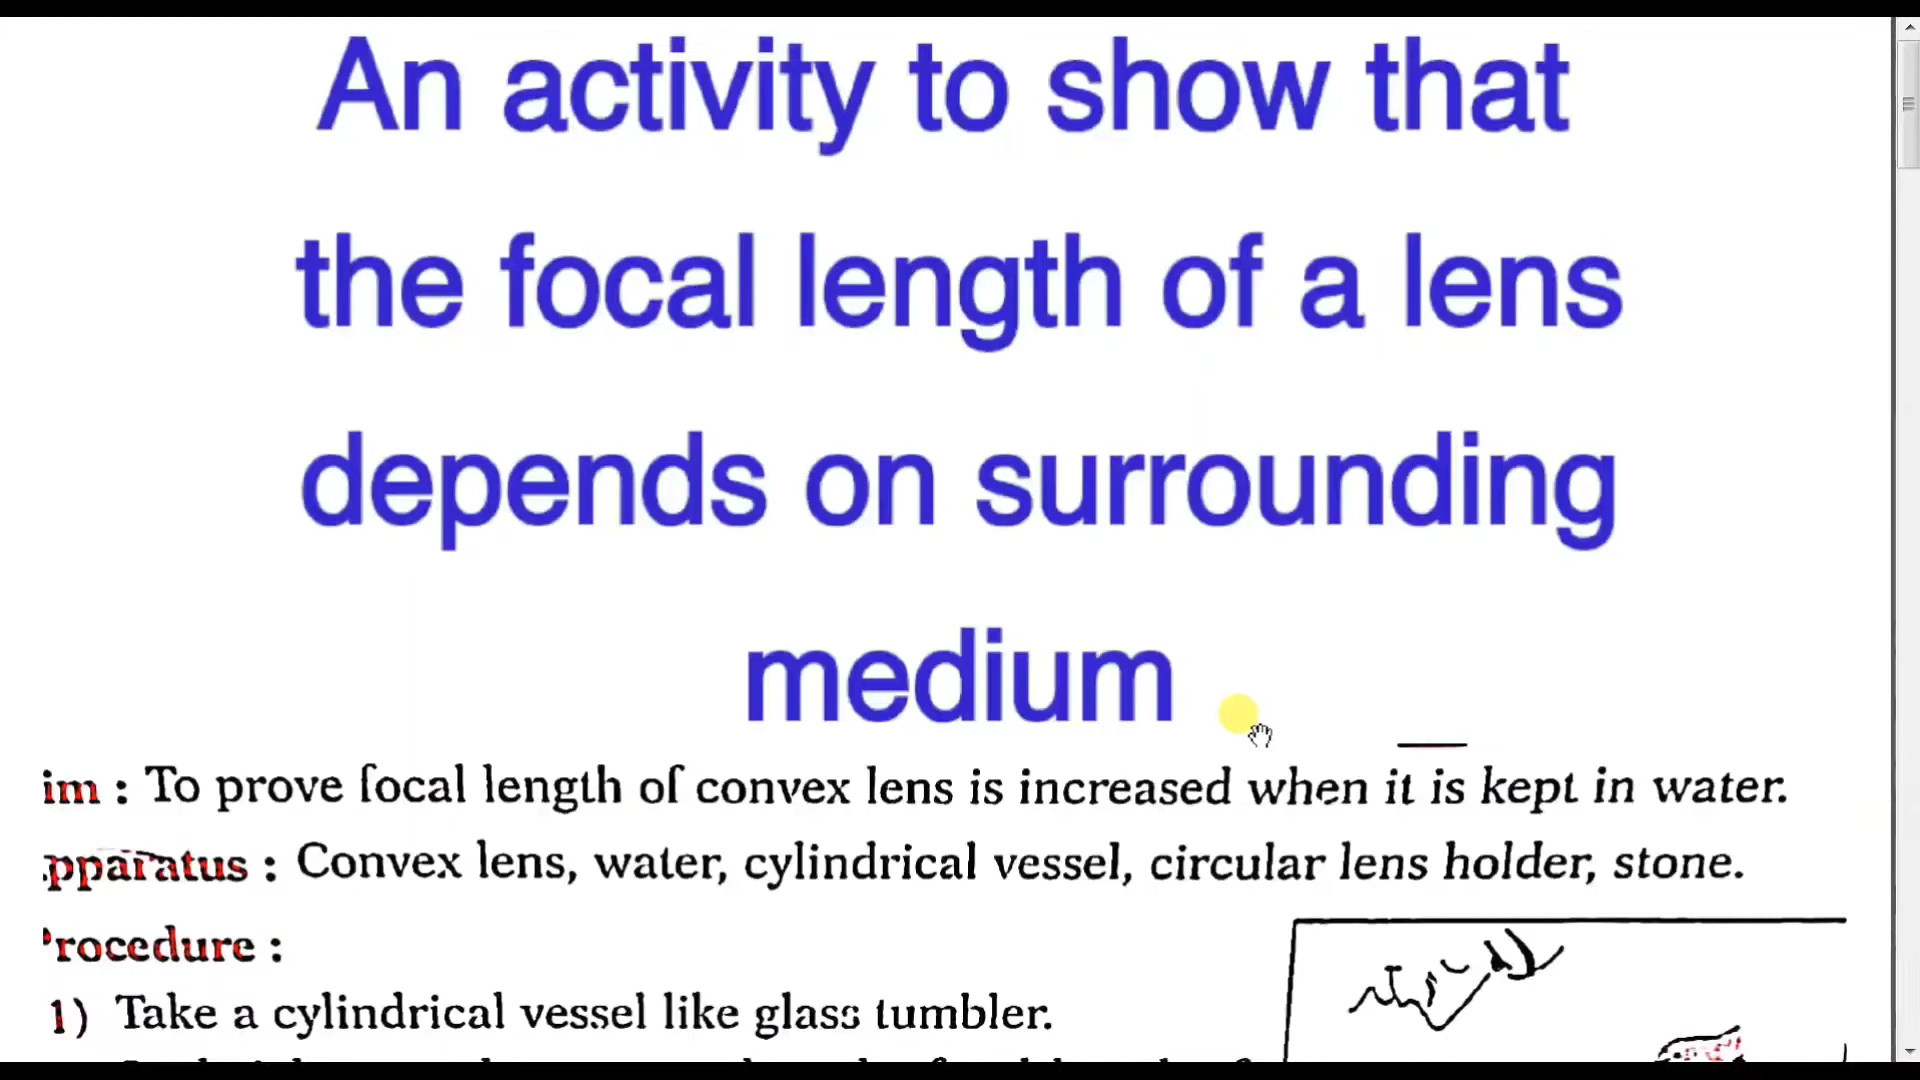 An activity to show that
the focal length of a lens
depends on surrounding
medium
im : To prove focal length of convex lens is increased when it is kept in water.
pparatus : Convex lens, water, cylindrical vessel, circular lens holder, stone.
rocedure :
1) Take a cylindrical vessel like glass tumbler.